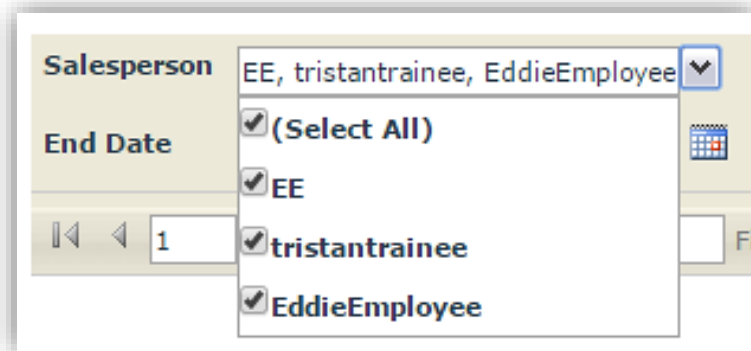 Salesperson EE, tristantrainee, EddieEmployee
(Select All)
End Date
EE
1
tristantrainee
EddieEmployee